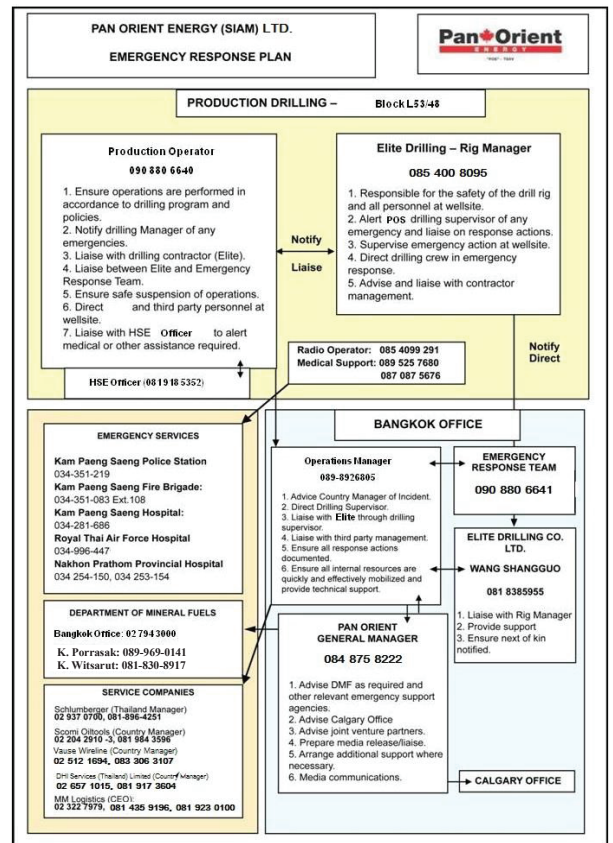 PAN ORIENT ENERGY (SIAM) LTD.
EMERGENCY RESPONSE PLAN
Pan Orient
ENERGY
PRODUCTION DRILLING – Block L53/48
Production Operator
090 880 6640
1. Ensure operations are performed in
accordance to drilling program and
policies.
2. Notify drilling Manager of any
emergencies.
3. Liaise with drilling contractor (Elite).
4. Liaise between Elite and Emergency
Response Team.
5. Ensure safe suspension of operations.
6. Direct and third party personnel at
wellsite.
7. Liaise with HSE Officer to alert
medical or other assistance required.
HSE Officer (081 918 5352)
Notify
Liaise
Elite Drilling – Rig Manager
085 400 8095
1. Responsible for the safety of the drill rig
and all personnel at wellsite.
2. Alert POS drilling supervisor of any
emergency and liaise on response actions.
3. Supervise emergency action at wellsite.
4. Direct drilling crew in emergency
response.
5. Advise and liaise with contractor
management.
Notify
Direct
Radio Operator: 085 4099 291
Medical Support: 089 525 7680
087 087 5676
EMERGENCY SERVICES
Kam Paeng Saeng Police Station
034-351-219
Kam Paeng Saeng Fire Brigade:
034-351-083 Ext.108
Kam Paeng Saeng Hospital:
034-281-686
Royal Thai Air Force Hospital
034-996-447
Nakhon Prathom Provincial Hospital
034 254-150, 034 253-154
DEPARTMENT OF MINERAL FUELS
Bangkok Office: 02 794 3000
K. Porrasak: 089-969-0141
K. Witsarut: 081-830-8917
SERVICE COMPANIES
Schlumberger (Thailand Manager)
02 937 0700, 081-896-4251
Scomi Oiltools (Country Manager)
02 204 2910 -3, 081 984 3596
Vause Wireline (Country Manager)
02 512 1694, 083 306 3107
DHI Services (Thailand) Limited (Country Manager)
02 657 1015, 081 917 3604
MM Logistics (CEO):
02 322 7979, 081 435 9196, 081 923 0100
BANGKOK OFFICE
Operations Manager
089-8926805
1. Advice Country Manager of Incident.
2. Direct Drilling Supervisor.
3. Liaise with Elite through drilling
supervisor.
4. Liaise with third party management.
5. Ensure all response actions
documented.
6. Ensure all internal resources are
quickly and effectively mobilized and
provide technical support.
EMERGENCY
RESPONSE TEAM
090 880 6641
ELITE DRILLING CO.
LTD.
WANG SHANGGUO
081 8385955
1. Liaise with Rig Manager
2. Provide support
3. Ensure next of kin
notified.
PAN ORIENT
GENERAL MANAGER
084 875 8222
1. Advise DMF as required and
other relevant emergency support
agencies.
2. Advise Calgary Office
3. Advise joint venture partners.
4. Prepare media release/liaise.
5. Arrange additional support where
necessary.
6. Media communications.
CALGARY OFFICE